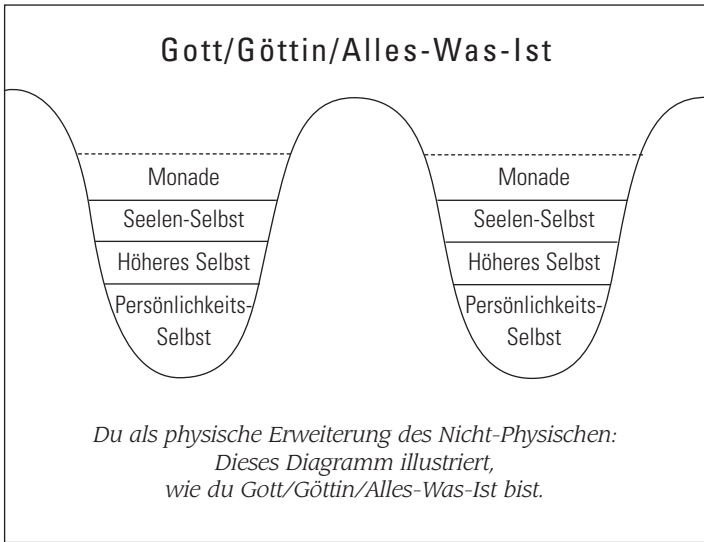 Gott/Göttin/Alles-Was-Ist
Monade
Seelen-Selbst
Höheres Selbst
Persönlichkeits-
Selbst
Monade
Seelen-Selbst
Höheres Selbst
Persönlichkeits-
Selbst
Du als physische Erweiterung des Nicht-Physischen:
Dieses Diagramm illustriert,
wie du Gott/Göttin/Alles-Was-Ist bist.